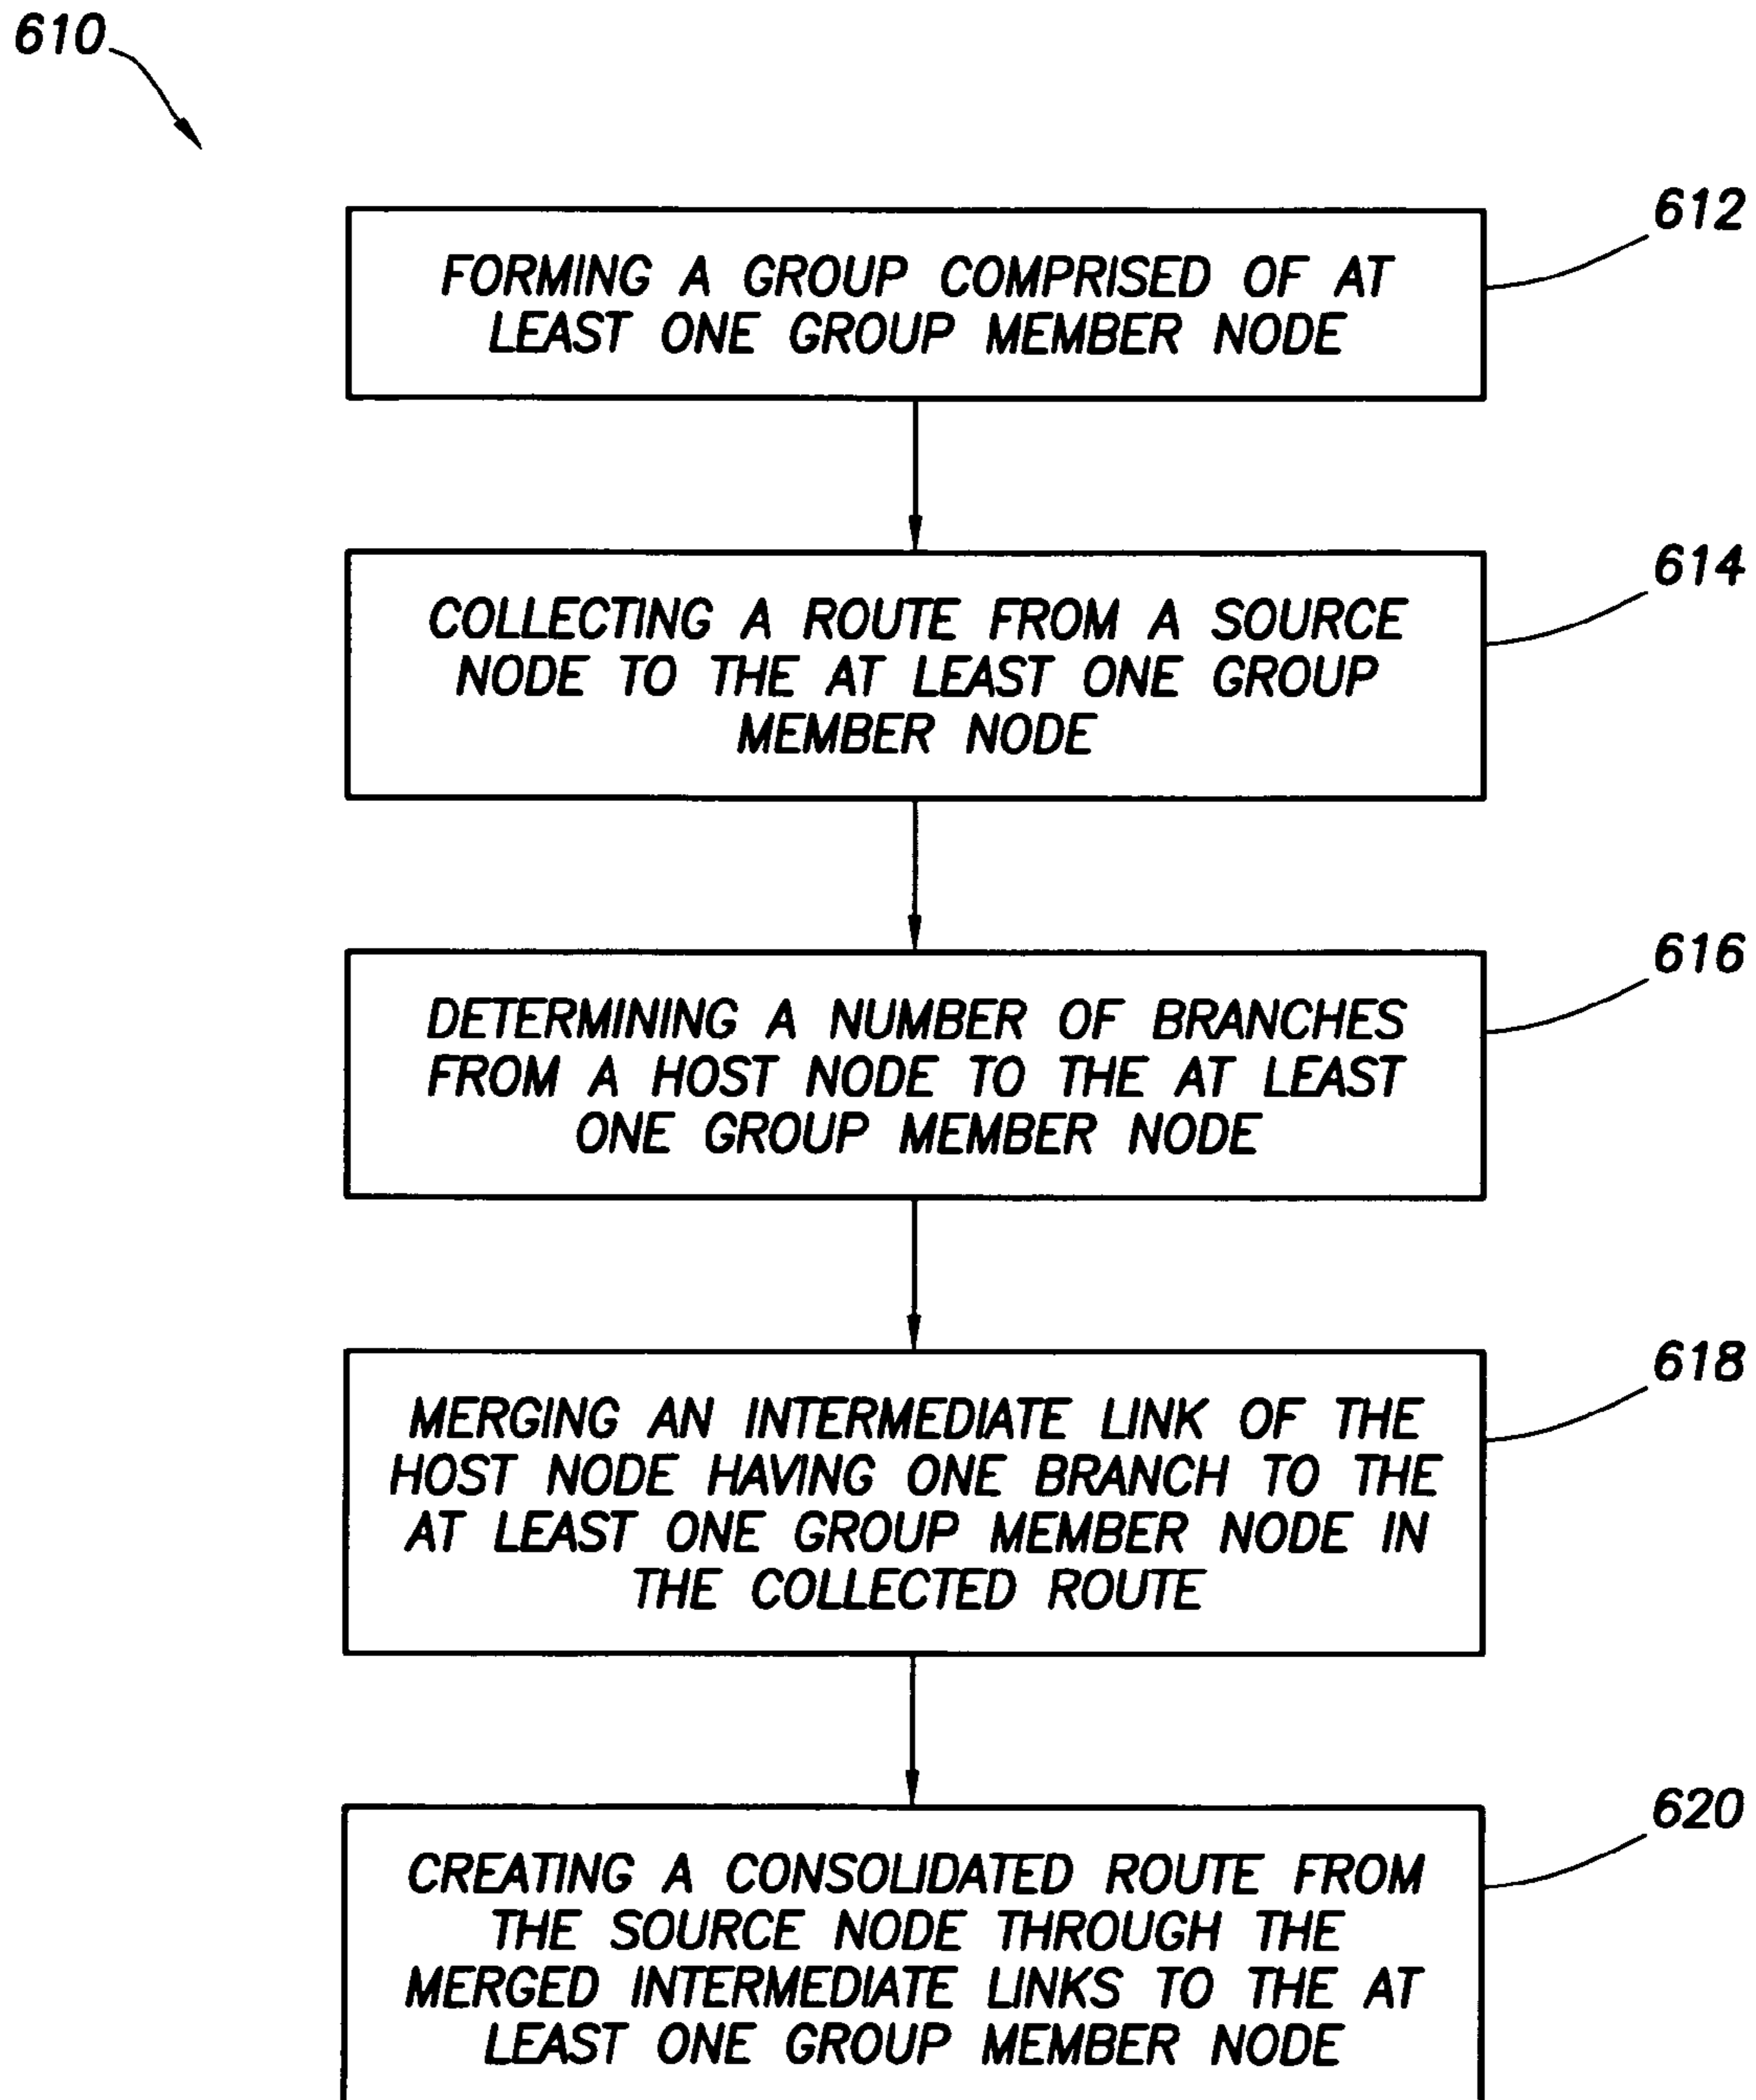 610
612
FORMING A GROUP COMPRISED OF AT
LEAST ONE GROUP MEMBER NODE
614
COLLECTING A ROUTE FROM A SOURCE
NODE TO THE AT LEAST ONE GROUP
MEMBER NODE
616
DETERMINING A NUMBER OF BRANCHES
FROM A HOST NODE TO THE AT LEAST
ONE GROUP MEMBER NODE
618
MERGING AN INTERMEDIATE LINK OF THE
HOST NODE HAVING ONE BRANCH TO THE
AT LEAST ONE GROUP MEMBER NODE IN
THE COLLECTED ROUTE
620
CREATING A CONSOLIDATED ROUTE FROM
THE SOURCE NODE THROUGH THE
MERGED INTERMEDIATE LINKS TO THE AT
LEAST ONE GROUP MEMBER NODE